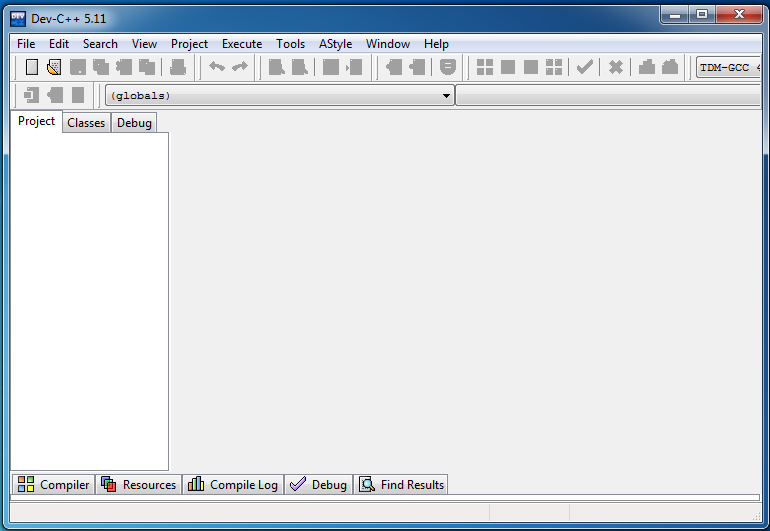 DEV
Dev-C++ 5.11
File Edit Search View Project Execute Tools AStyle Window Help
TDM-GCC
(globals)
Project Classes Debug
Compiler Resources Compile Log Debug Find Results